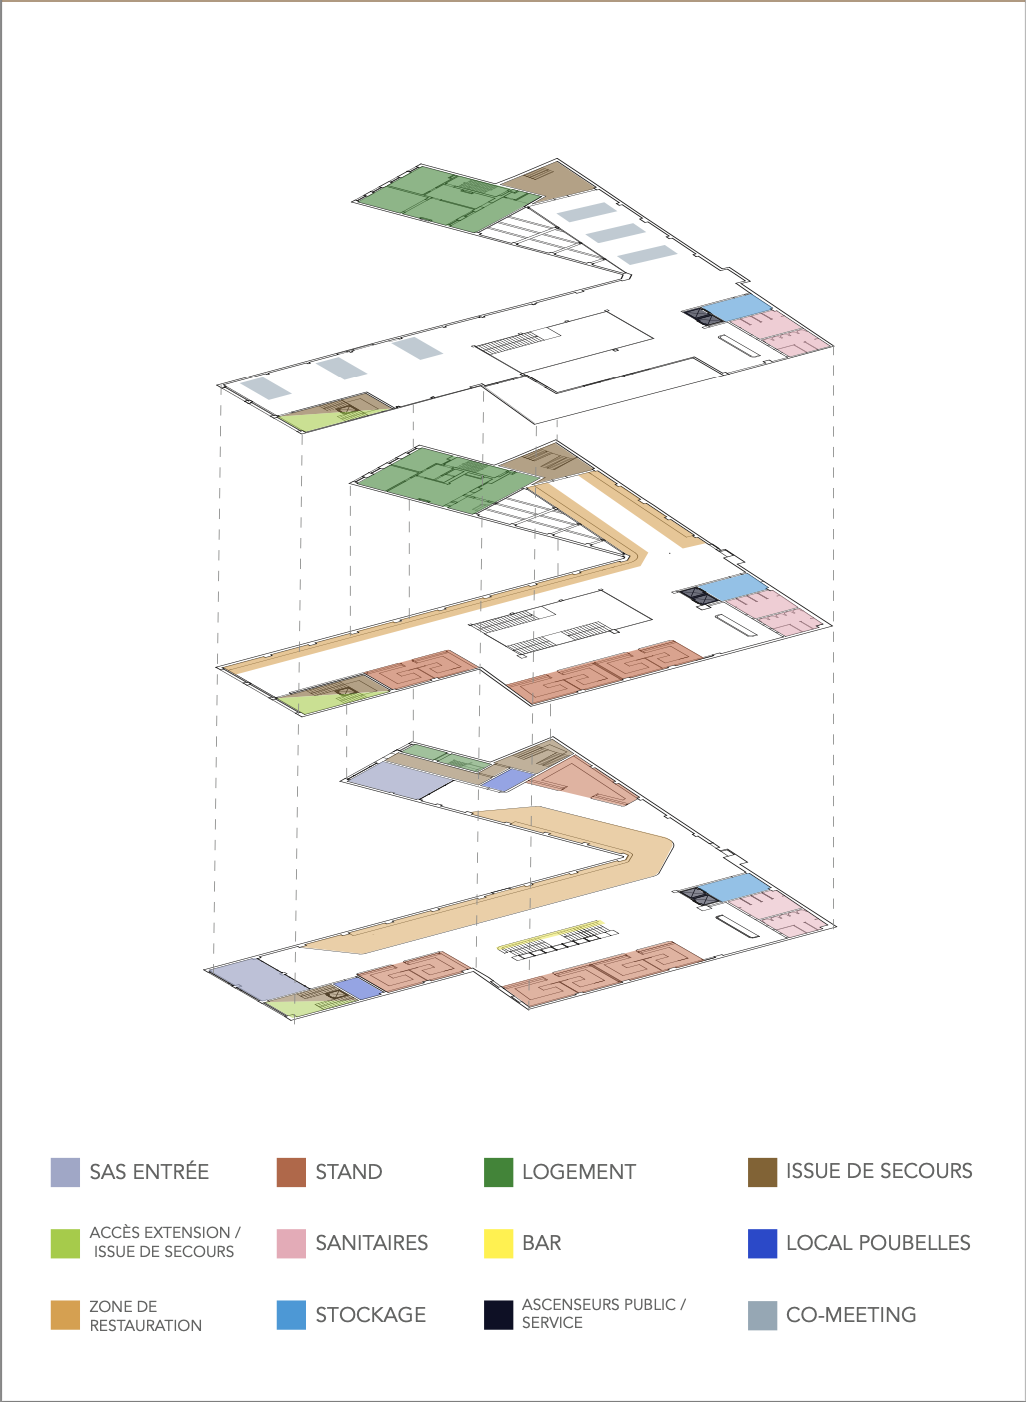 SAS ENTRÉE
STAND
LOGEMENT
ISSUE DE SECOURS
ACCÈS EXTENSION /
ISSUE DE SECOURS
SANITAIRES
BAR
LOCAL POUBELLES
ZONE DE
RESTAURATION
STOCKAGE
ASCENSEURS PUBLIC /
SERVICE
CO-MEETING